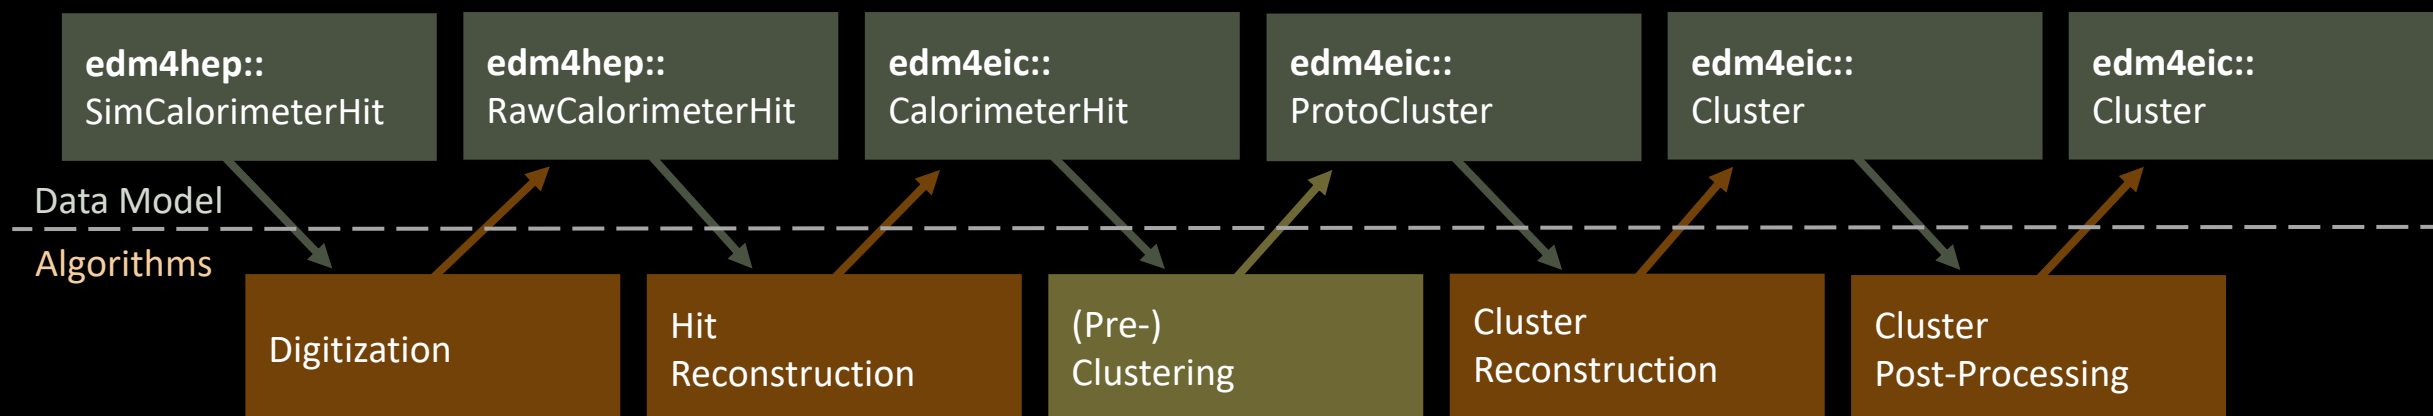 edm4hep::
SimCalorimeterHit
edm4hep::
RawCalorimeterHit
edm4eic::
CalorimeterHit
edm4eic::
ProtoCluster
edm4eic::
Cluster
edm4eic::
Cluster
Data Model
Algorithms
Digitization
Hit
Reconstruction
(Pre-)
Clustering
Cluster
Reconstruction
Cluster
Post-Processing